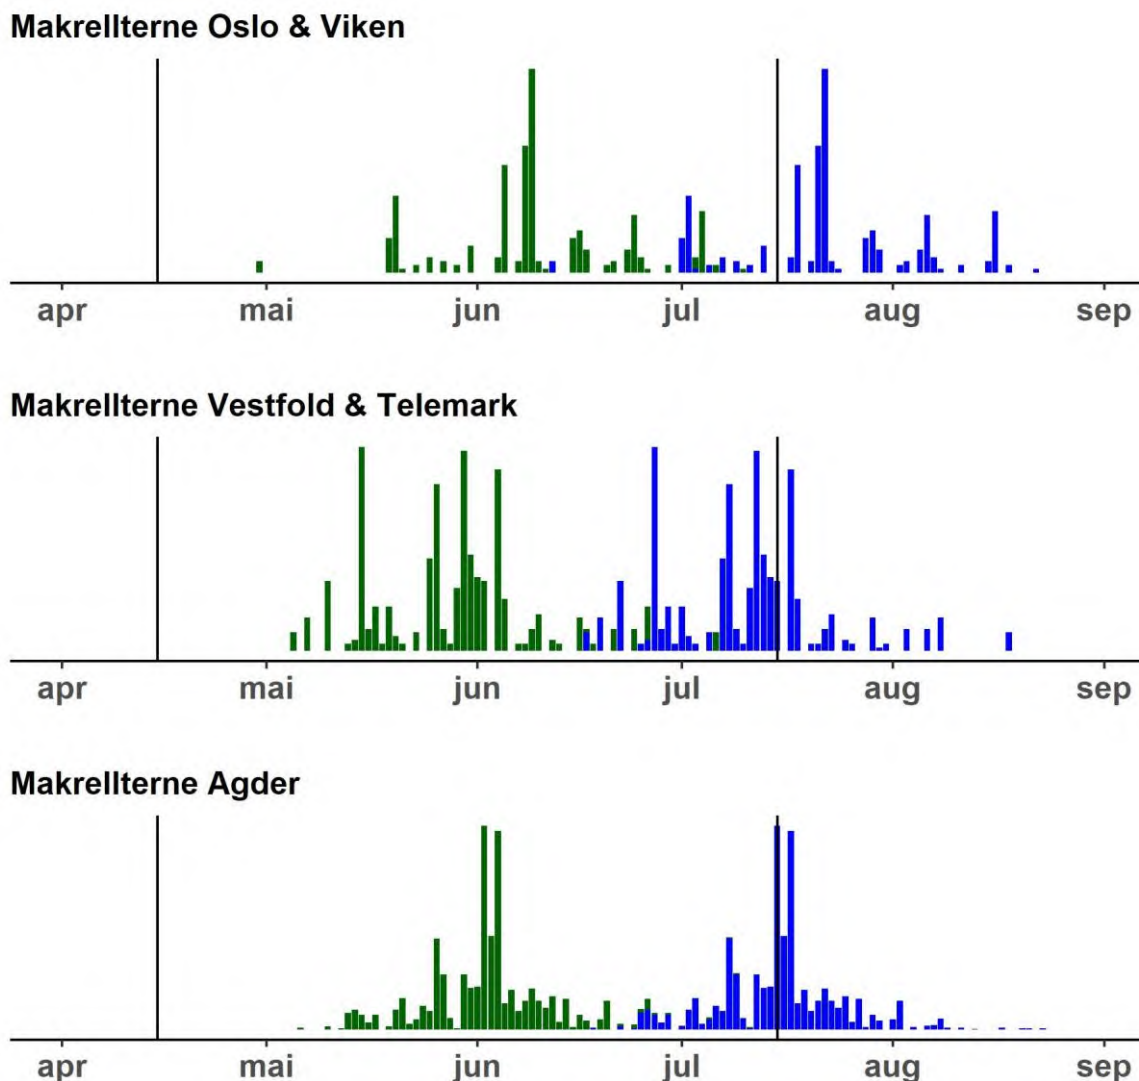 Makrellterne Oslo & Viken
apr mai jun jul aug sep
Makrellterne Vestfold & Telemark
apr mai jun jul aug sep
Makrellterne Agder
apr mai jun jul aug sep